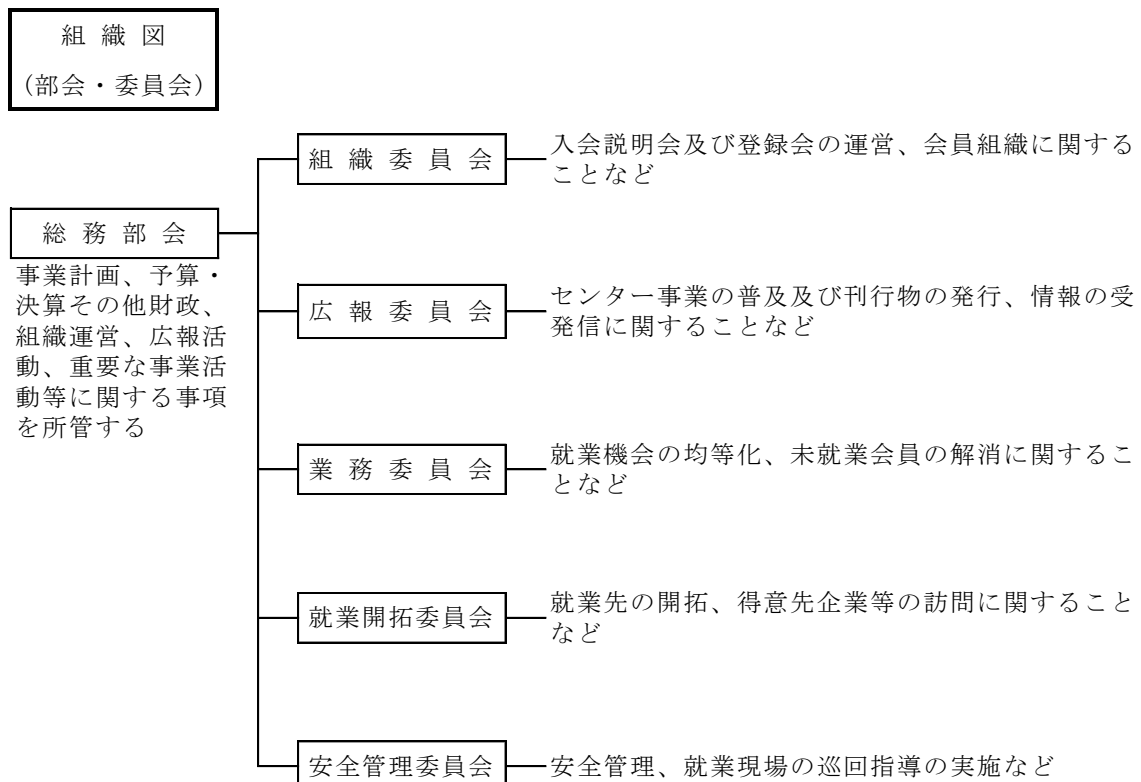 組織図
(部会・委員会)
組織委員会
入会説明会及び登録会の運営、会員組織に関する
ことなど
総務部会
事業計画、予算・
決算その他財政、
組織運営、広報活
動、重要な事業活
動等に関する事項
を所管する
広報委員会
センター事業の普及及び刊行物の発行、情報の受
発信に関することなど
業務委員会
就業機会の均等化、未就業会員の解消に関するこ
となど
就業開拓委員会
就業先の開拓、得意先企業等の訪問に関すること
など
安全管理委員会
安全管理、就業現場の巡回指導の実施など